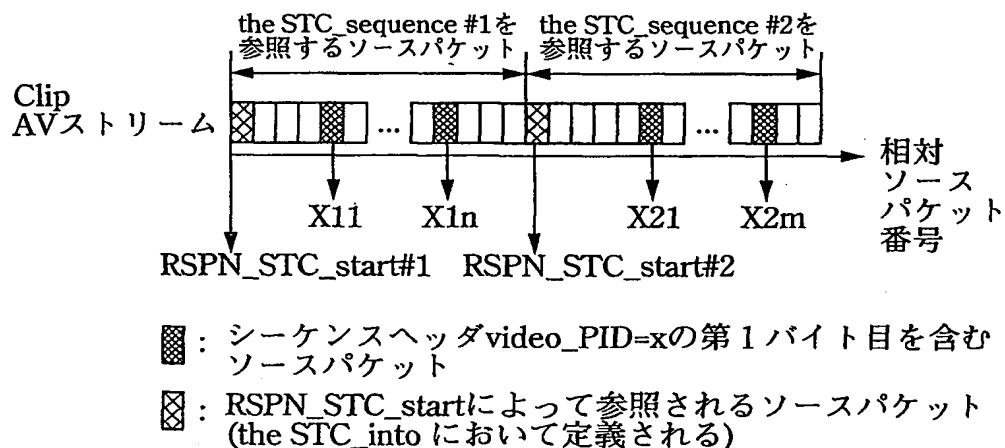 the STC_sequence #1を
参照するソースパケット
the STC_sequence #2を
参照するソースパケット
Clip
AVストリーム
...
...
相対
ソース
パケット
番号
X11
X1n
X21
X2m
RSPN_STC_start#1
RSPN_STC_start#2
: シーケンスヘッダvideo_PID=xの第1バイト目を含む
ソースパケット
: RSPN_STC_startによって参照されるソースパケット
(the STC_into において定義される)